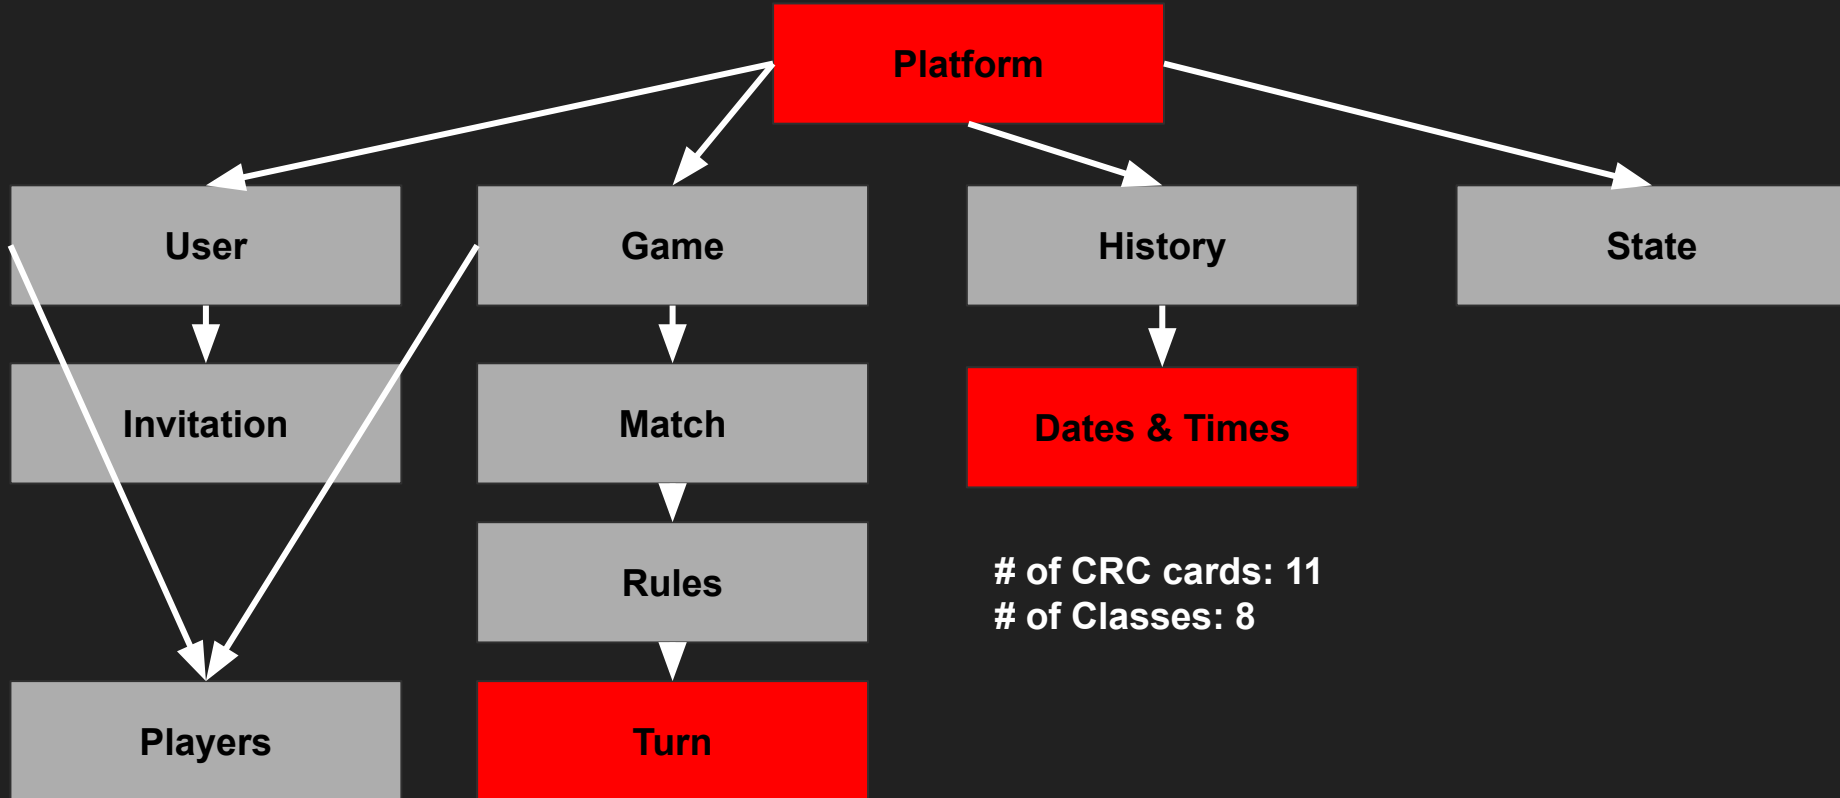 Platform
User
Game
History
State
Invitation
Match
Dates & Times
Rules
# of CRC cards: 11
# of Classes: 8
Players
Turn